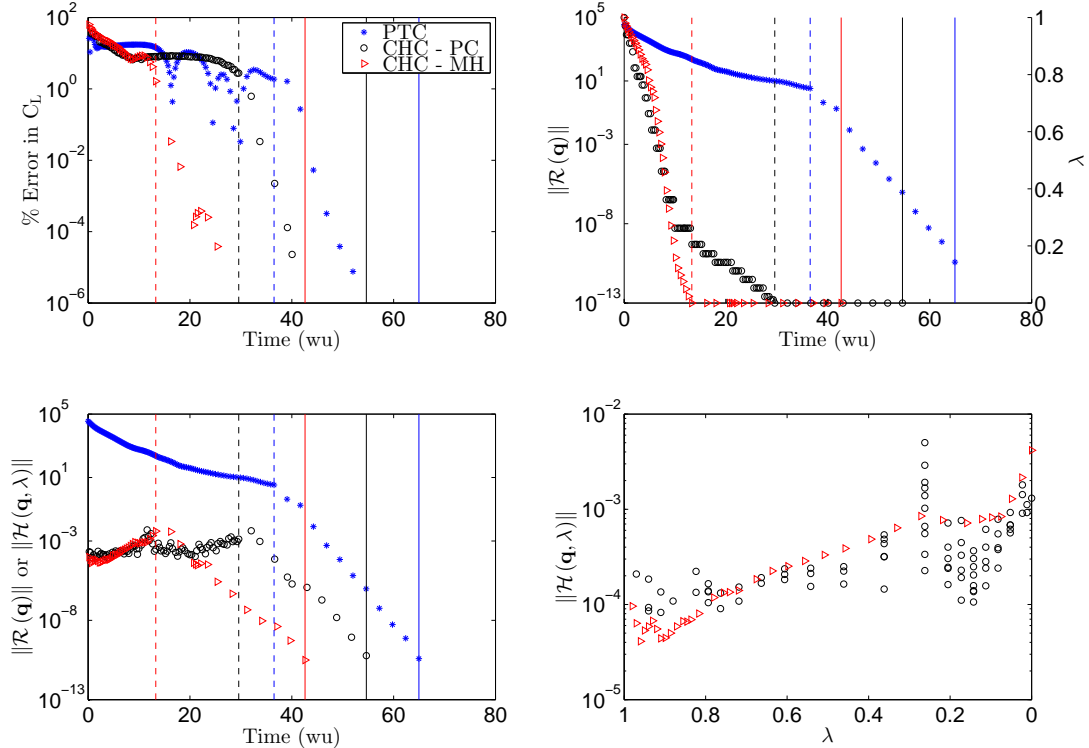 10^2
10^0
10^-2
10^-4
10^-6
% Error in C_L
0 20 40 60 80
Time (wu)
PTC
CHC - PC
CHC - MH
10^5
10^1
10^-3
10^-8
10^-13
||R(q)||
0 20 40 60 80
Time (wu)
1
0.8
0.6
0.4
0.2
0
λ
10^5
10^1
10^-3
10^-8
10^-13
||R(q)|| or ||H(q, λ)||
0 20 40 60 80
Time (wu)
10^-2
10^-3
10^-4
10^-5
||H(q, λ)||
1 0.8 0.6 0.4 0.2 0
λ